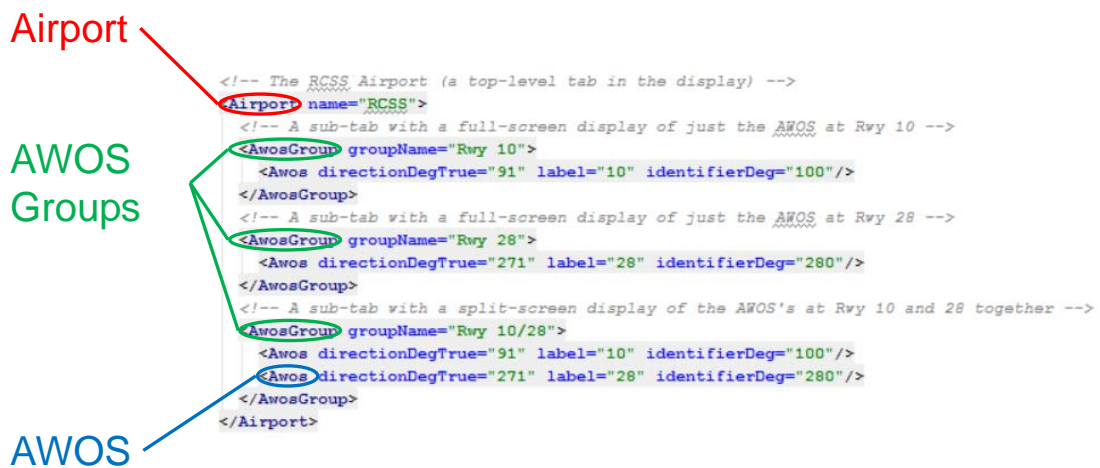 Airport
<!-- The RCSS Airport (a top-level tab in the display) -->
<Airport name="RCSS">
<!-- A sub-tab with a full-screen display of just the AWOS at Rwy 10 -->
AWOS
Groups
<AwosGroup groupName="Rwy 10">
<Awos directionDegTrue="91" label="10" identifierDeg="100"/>
</AwosGroup>
<!-- A sub-tab with a full-screen display of just the AWOS at Rwy 28 -->
<AwosGroup groupName="Rwy 28">
<Awos directionDegTrue="271" label="28" identifierDeg="280"/>
</AwosGroup>
<!-- A sub-tab with a split-screen display of the AWOS's at Rwy 10 and 28 together -->
<AwosGroup groupName="Rwy 10/28">
<Awos directionDegTrue="91" label="10" identifierDeg="100"/>
<Awos directionDegTrue="271" label="28" identifierDeg="280"/>
</AwosGroup>
</Airport>
AWOS